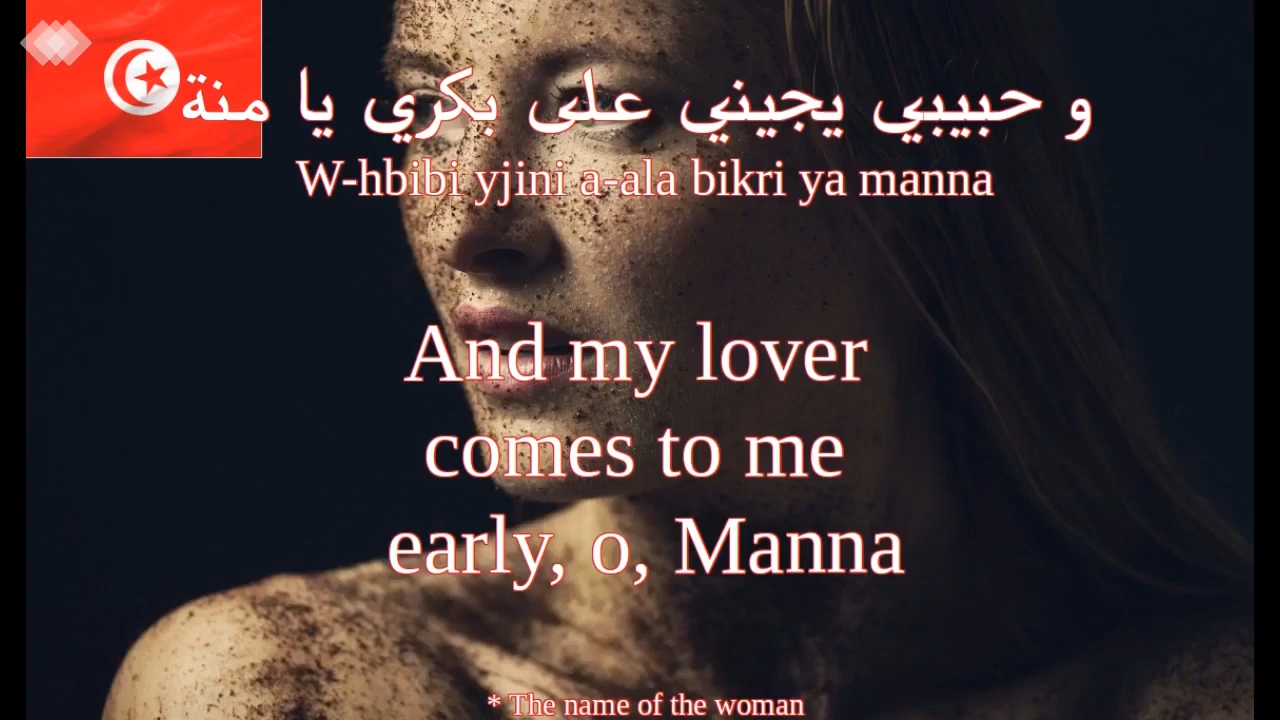 و حبيبي يجيني على بكري يا منة
W-hbibi yjini a-ala bikri ya manna
And my lover
comes to me
early, o, Manna
* The name of the woman